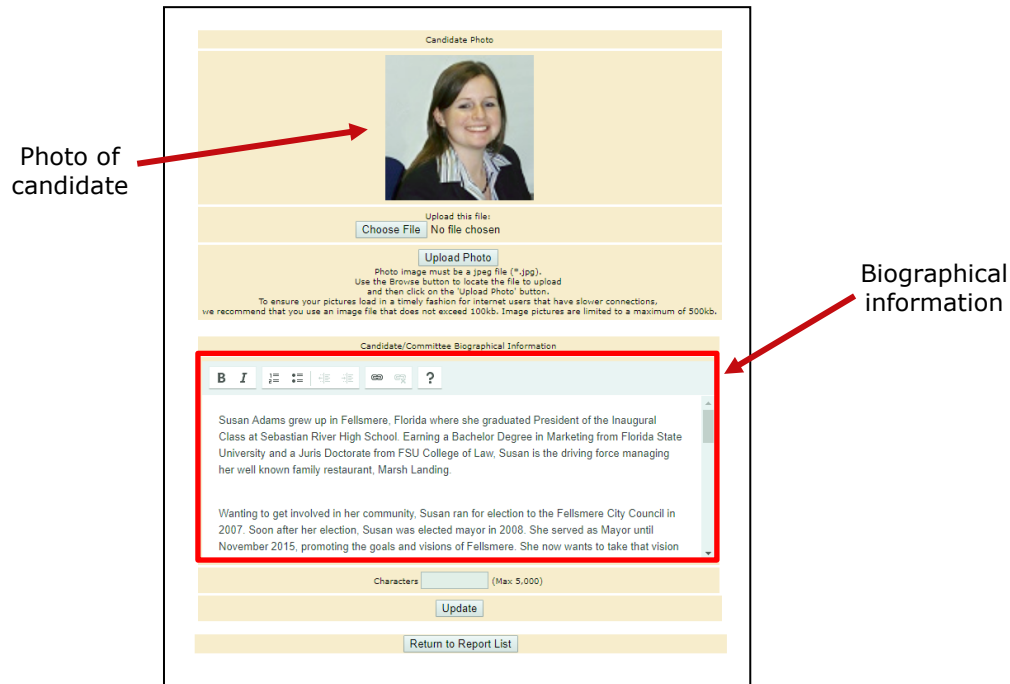 Candidate Photo
Photo of
candidate
Upload this file:
Choose File No file chosen
Upload Photo
Photo image must be a jpeg file (*.jpg).
Use the Browse button to locate the file to upload
and then click on the 'Upload Photo' button.
To ensure your pictures load in a timely fashion for internet users that have slower connections,
we recommend that you use an image file that does not exceed 100kb. Image pictures are limited to a maximum of 500kb.
Biographical
information
Candidate/Committee Biographical Information
B I ?
Susan Adams grew up in Fellsmere, Florida where she graduated President of the Inaugural
Class at Sebastian River High School. Earning a Bachelor Degree in Marketing from Florida State
University and a Juris Doctorate from FSU College of Law, Susan is the driving force managing
her well known family restaurant, Marsh Landing.
Wanting to get involved in her community, Susan ran for election to the Fellsmere City Council in
2007. Soon after her election, Susan was elected mayor in 2008. She served as Mayor until
November 2015, promoting the goals and visions of Fellsmere. She now wants to take that vision
Characters (Max 5,000)
Update
Return to Report List